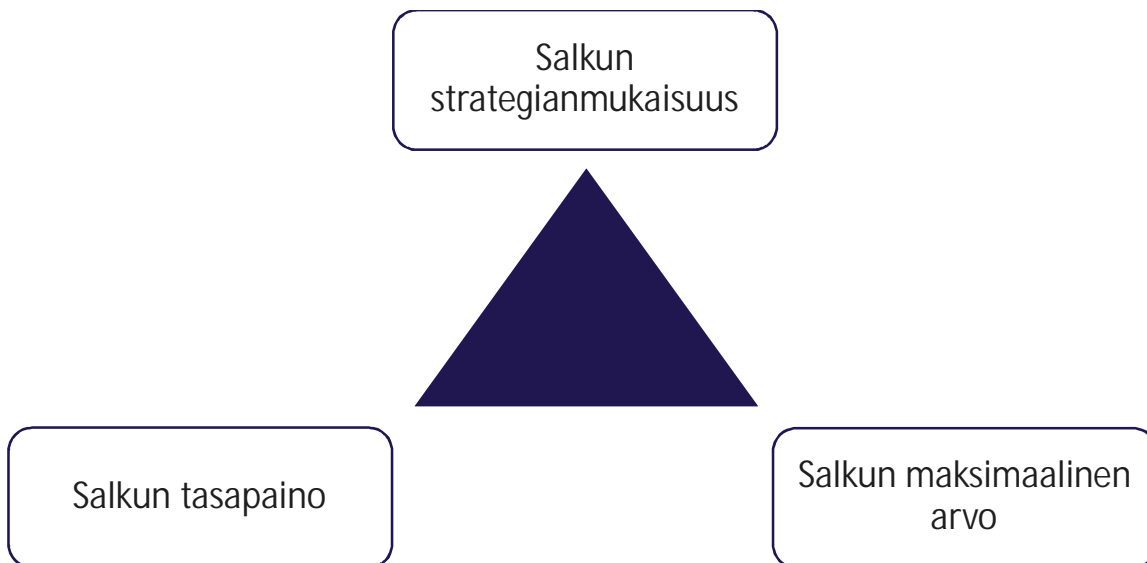 Salkun
strategianmukaisuus
Salkun tasapaino
Salkun maksimaalinen
arvo